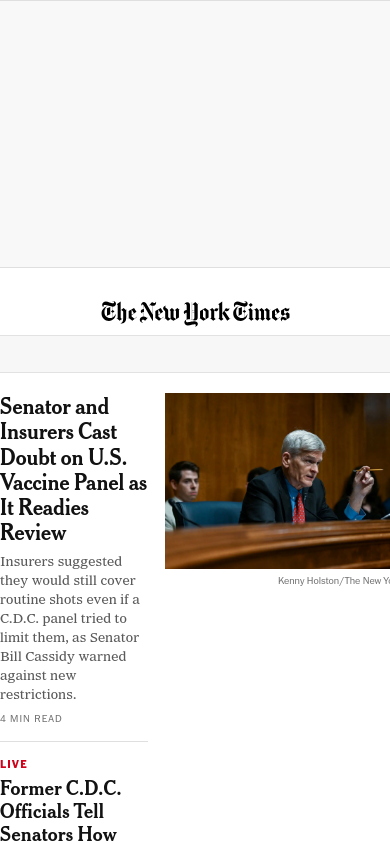 The New York Times
Senator and
Insurers Cast
Doubt on U.S.
Vaccine Panel as
It Readies
Review
Insurers suggested
they would still cover
routine shots even if a
C.D.C. panel tried to
limit them, as Senator
Bill Cassidy warned
against new
restrictions.
4 MIN READ
Kenny Holston/The New Yo
LIVE
Former C.D.C.
Officials Tell
Senators How